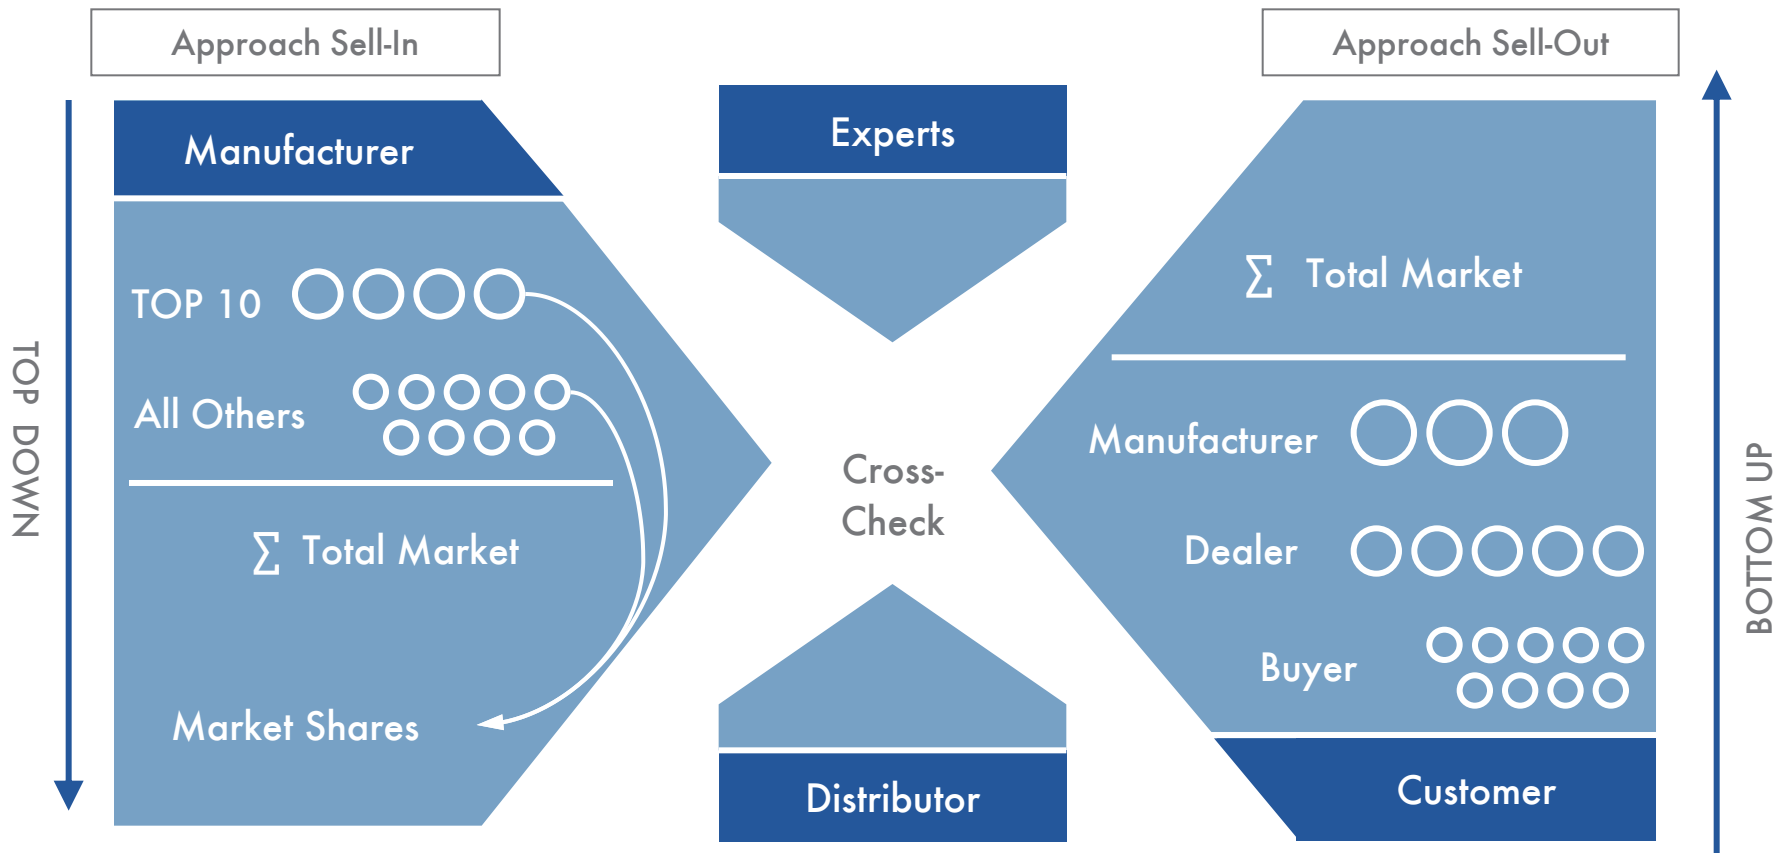 Approach Sell-In
TOP DOWN
Manufacturer
TOP 10
All Others
∑ Total Market
Market Shares
Experts
Cross-
Check
Distributor
Approach Sell-Out
∑ Total Market
Manufacturer
Dealer
Buyer
Customer
BOTTOM UP